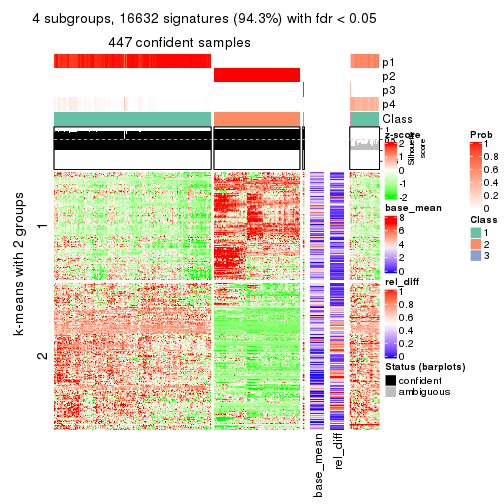 4 subgroups, 16632 signatures (94.3%) with fdr < 0.05
447 confident samples
p1
p2
p3
p4
Class
Silhouette
score
1
2
k-means with 2 groups
base_mean
rel_diff
z-score
2
1
0
-1
-2
base_mean
8
6
4
2
0
rel_diff
1
0.8
0.6
0.4
0.2
0
Status (barplots)
confident
ambiguous
Prob
1
0.8
0.6
0.4
0.2
0
Class
1
2
3